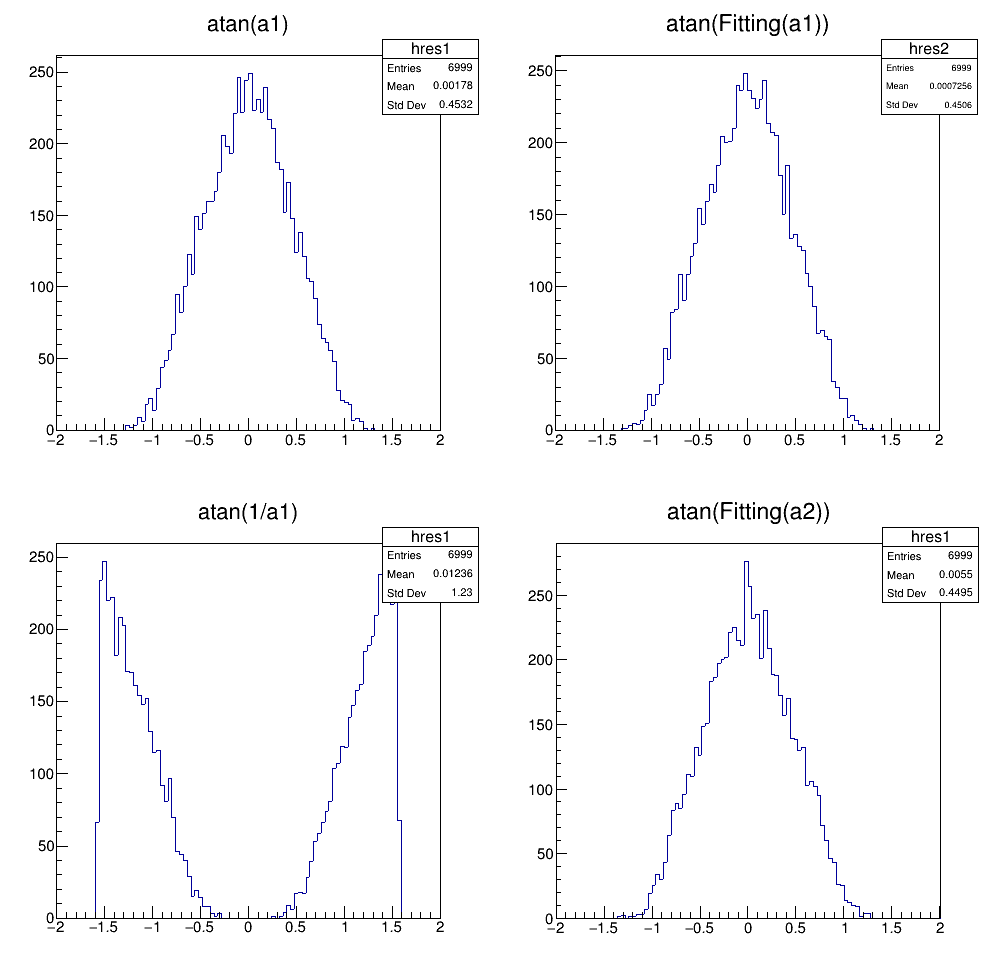 atan(a1)
hres1
Entries 6999
Mean 0.00178
Std Dev 0.4532
250
200
150
100
50
0
−2 −1.5 −1 −0.5 0 0.5 1 1.5 2
atan(Fitting(a1))
hres2
Entries 6999
Mean 0.0007256
Std Dev 0.4506
250
200
150
100
50
0
−2 −1.5 −1 −0.5 0 0.5 1 1.5 2
atan(1/a1)
hres1
Entries 6999
Mean 0.01236
Std Dev 1.23
250
200
150
100
50
0
−2 −1.5 −1 −0.5 0 0.5 1 1.5 2
atan(Fitting(a2))
hres1
Entries 6999
Mean 0.0055
Std Dev 0.4495
250
200
150
100
50
0
−2 −1.5 −1 −0.5 0 0.5 1 1.5 2